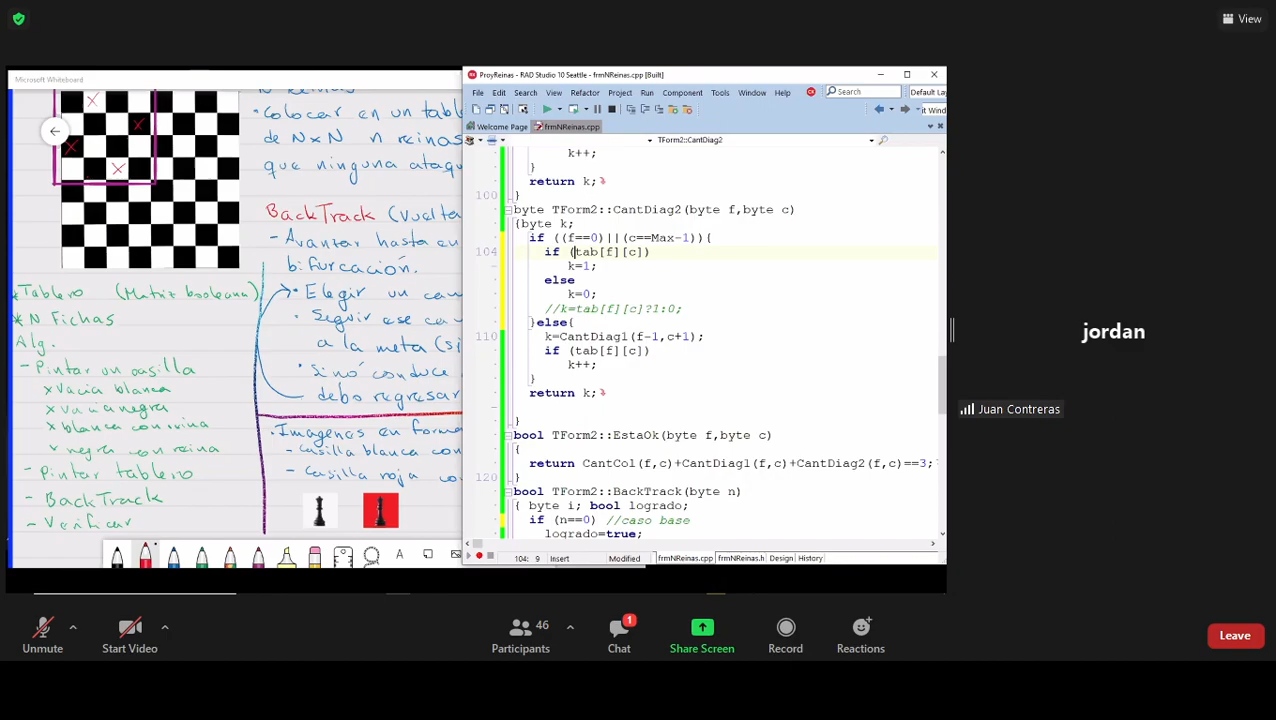 View
Microsoft Whiteboard
Colocar en un tabl
de N×N n reinas
que ninguna ataqu
BackTrack (Vuelta
- Avanzar hasta en
bifurcación.
• Elegir un cam
• Seguir ese ca
a la meta (si
• Si no conduce
debo regresar
*Tablero (Matriz booleana)
*N Fichas
Alg.
- Pintar un casilla
x Vacia blanca
x vacia negra
x blanca con reina
x negra con reina
- Pintar tablero
- BackTrack
- Verificar
• Imagenes en forma
- casilla blanca co
- casilla roja co
ProyReinas - RAD Studio 10 Seattle - frmNReinas.cpp [Built]
File Edit Search View Refactor Project Run Component Tools Window Help Search Default Lay
it Wind
Welcome Page frmNReinas.cpp
TForm2::CantDiag2
k++;
}
return k;
100 }
byte TForm2::CantDiag2(byte f,byte c)
{byte k;
if ((f==0)||(c==Max-1)){
104 if (tab[f][c])
k=1;
else
k=0;
//k=tab[f][c]?1:0;
}else{
110 k=CantDiag1(f-1,c+1);
if (tab[f][c])
k++;
}
return k;
}
bool TForm2::EstaOk(byte f,byte c)
{
return CantCol(f,c)+CantDiag1(f,c)+CantDiag2(f,c)==3;
120 }
bool TForm2::BackTrack(byte n)
{ byte i; bool logrado;
if (n==0) //caso base
logrado=true;
104: 9 Insert Modified frmNReinas.cpp frmNReinas.h Design History
jordan
Juan Contreras
Unmute
Start Video
46
Participants
1
Chat
Share Screen
Record
Reactions
Leave